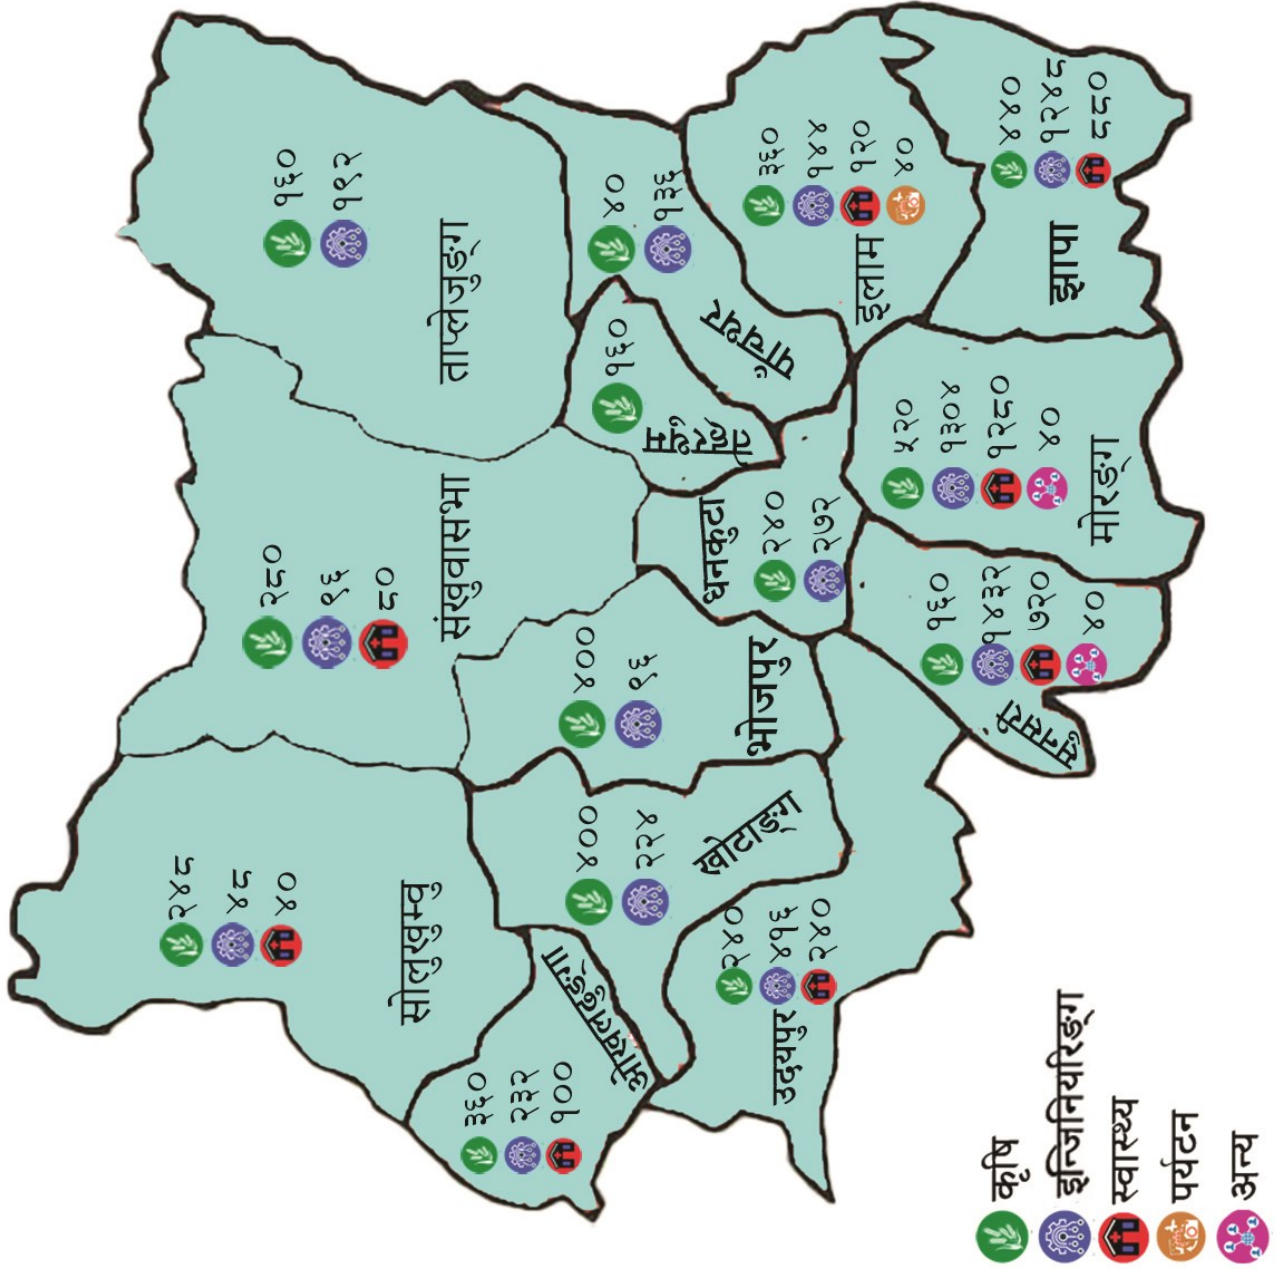 २४८
४८
४०
सोलुखुम्बु
२८०
९६
८०
संखुवासभा
१६०
१९२
ताप्लेजुङ्ग
३६०
२३२
१००
ओखलढुङ्गा
४००
२२४
खोटाङ्ग
४००
९६
भोजपुर
१६०
तेह्रथुम
४०
१३६
पाँचथर
धनकुटा
२४०
२७२
३६०
१४४
१२०
४०
इलाम
२४०
४१६
२४०
उदयपुर
१६०
१४३२
७२०
४०
सुनसरी
५२०
१३०४
१२८०
४०
मोरङ्ग
४४०
१२४८
८८०
झापा
कृषि
इन्जिनियरिङ्ग
स्वास्थ्य
पर्यटन
अन्य